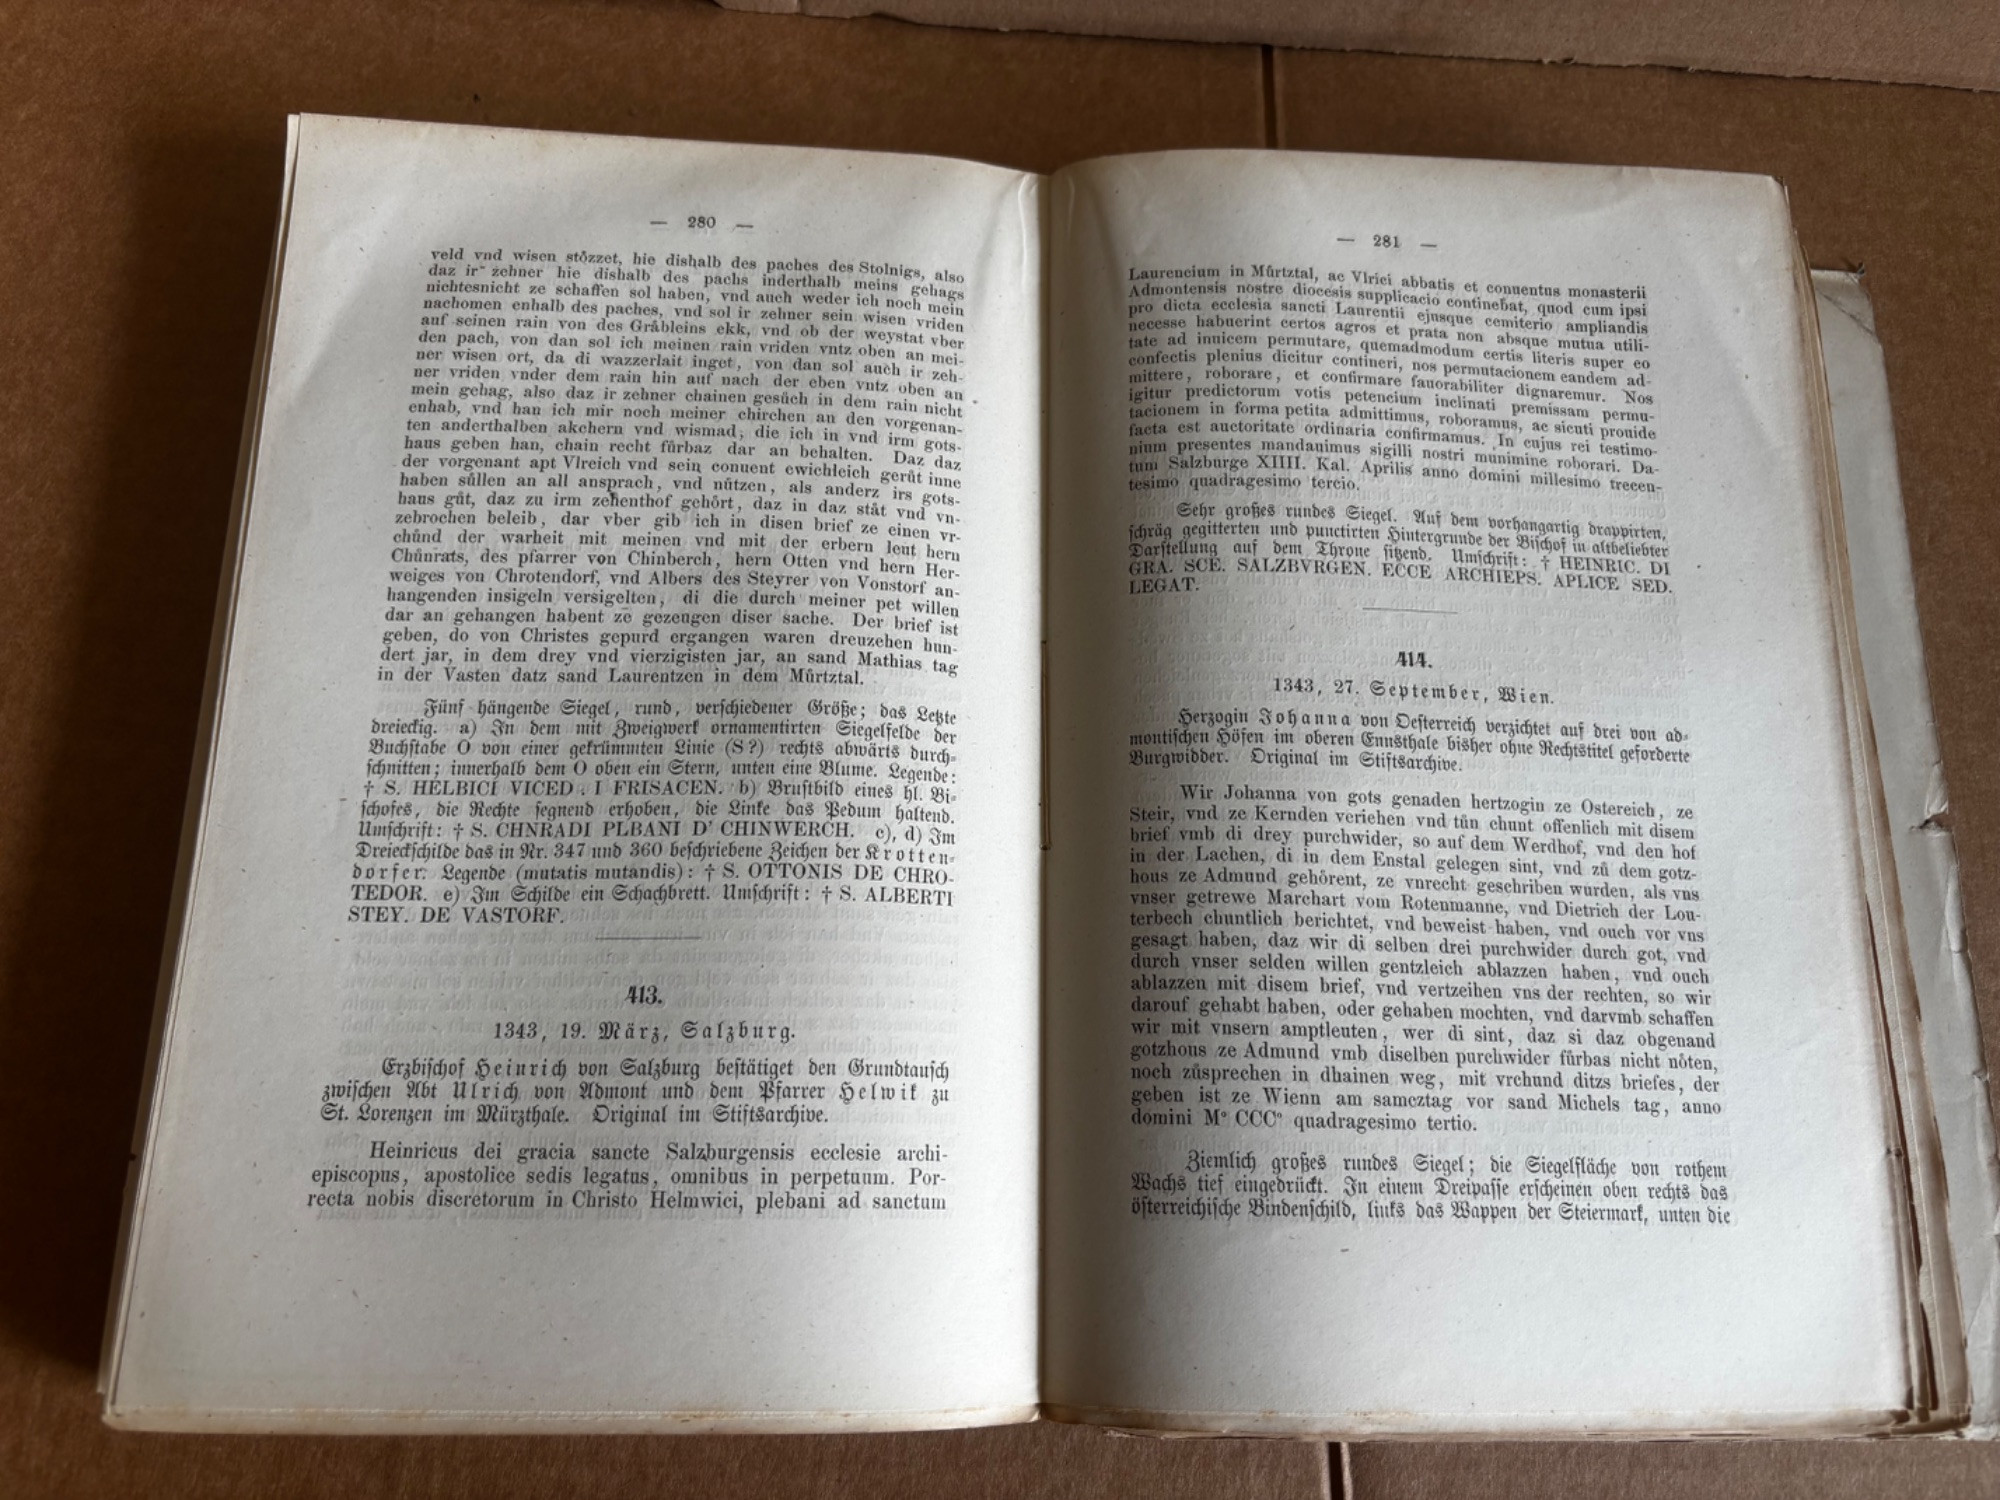 — 280 —
veld vnd wisen stözzet, hie dishalb des paches des Stolnigs, also
daz ir zehner hie dishalb des pachs inderthalb meins gehags
nichtesnicht ze schaffen sol haben, vnd auch weder ich noch mein
nachomen enhalb des paches, vnd sol ir zehner sein wisen vriden
auf seinen rain von des Gräbleins ekk, vnd ob der weystat vber
den pach, von dan sol ich meinen rain vriden vntz oben an mei-
ner wisen ort, da di wazzerlait inget, von dan sol auch ir zeh-
ner vriden vnder dem rain hin auf nach der eben vntz oben an
mein gehag, also daz ir zehner chainen gesůch in dem rain nicht
enhab, vnd han ich mir noch meiner chirchen an den vorgenan-
ten anderthalben akchern vnd wismad, die ich in vnd irm gots-
haus geben han, chain recht fůrbaz dar an behalten. Daz daz
der vorgenant apt Vlreich vnd sein conuent ewichleich gerůt inne
haben sůllen an all ansprach, vnd nůtzen, als anderz irs gots-
haus gůt, daz zu irm zehenthof gehört, daz in daz stät vnd vn-
zebrochen beleib, dar vber gib ich in disen brief ze einen vr-
chůnd der warheit mit meinen vnd mit der erbern leut hern
Chůnrats, des pfarrer von Chinberch, hern Otten vnd hern Her-
weiges von Chrotendorf, vnd Albers des Steyrer von Vonstorf an-
hangenden insigeln versigelten, di die durch meiner pet willen
dar an gehangen habent ze gezeugen diser sache. Der brief ist
geben, do von Christes gepurd ergangen waren dreuzehen hun-
dert jar, in dem drey vnd vierzigisten jar, an sand Mathias tag
in der Vasten datz sand Laurentzen in dem Můrtztal.
Fünf hängende Siegel, rund, verschiedener Größe; das Letzte
dreieckig. a) In dem mit Zweigwerk ornamentirten Siegelfelde der
Buchstabe O von einer gekrümmten Linie (S?) rechts abwärts durch-
schnitten; innerhalb dem O oben ein Stern, unten eine Blume. Legende:
† S. HELBICI VICED . I FRISACEN. b) Brustbild eines hl. Bi-
schofes, die Rechte segnend erhoben, die Linke das Pedum haltend.
Umschrift: † S. CHNRADI PLBANI D' CHINWERCH. c), d) Im
Dreieckschilde das in Nr. 347 und 360 beschriebene Zeichen der Krotten-
dorfer. Legende (mutatis mutandis): † S. OTTONIS DE CHRO-
TEDOR. e) Im Schilde ein Schachbrett. Umschrift: † S. ALBERTI
STEY. DE VASTORF.
413.
1343, 19. März, Salzburg.
Erzbischof Heinrich von Salzburg bestätiget den Grundtausch
zwischen Abt Ulrich von Admont und dem Pfarrer Helwik zu
St. Lorenzen im Mürzthale. Original im Stiftsarchive.
Heinricus dei gracia sancte Salzburgensis ecclesie archi-
episcopus, apostolice sedis legatus, omnibus in perpetuum. Por-
recta nobis discretorum in Christo Helmwici, plebani ad sanctum
— 281 —
Laurencium in Můrtztal, ac Vlrici abbatis et conuentus monasterii
Admontensis nostre diocesis supplicacio continebat, quod cum ipsi
pro dicta ecclesia sancti Laurentii ejusque cemiterio ampliandis
necesse habuerint certos agros et prata non absque mutua utili-
tate ad inuicem permutare, quemadmodum certis literis super eo
confectis plenius dicitur contineri, nos permutacionem eandem ad-
mittere, roborare, et confirmare fauorabiliter dignaremur. Nos
igitur predictorum votis petencium inclinati premissam permu-
tacionem in forma petita admittimus, roboramus, ac sicuti prouide
facta est auctoritate ordinaria confirmamus. In cujus rei testimo-
nium presentes mandanimus sigilli nostri munimine roborari. Da-
tum Salzburge XIIII. Kal. Aprilis anno domini millesimo trecen-
tesimo quadragesimo tercio.
Sehr großes rundes Siegel. Auf dem vorhangartig drappirten,
schräg gegitterten und punctirten Hintergrunde der Bischof in altbeliebter
Darstellung auf dem Throne sitzend. Umschrift: † HEINRIC. DI
GRA. SCE. SALZBVRGEN. ECCE ARCHIEPS. APLICE SED.
LEGAT.
414.
1343, 27. September, Wien.
Herzogin Johanna von Oesterreich verzichtet auf drei von ad-
montischen Höfen im oberen Ennsthale bisher ohne Rechtstitel geforderte
Burgwidder. Original im Stiftsarchive.
Wir Johanna von gots genaden hertzogin ze Ostereich, ze
Steir, vnd ze Kernden veriehen vnd tůn chunt offenlich mit disem
brief vmb di drey purchwider, so auf dem Werdhof, vnd den hof
in der Lachen, di in dem Enstal gelegen sint, vnd zů dem gotz-
hous ze Admund gehörent, ze vnrecht geschriben wurden, als vns
vnser getrewe Marchart vom Rotenmanne, vnd Dietrich der Lou-
terbech chuntlich berichtet, vnd beweist haben, vnd ouch vor vns
gesagt haben, daz wir di selben drei purchwider durch got, vnd
durch vnser selden willen gentzleich ablazzen haben, vnd ouch
ablazzen mit disem brief, vnd vertzeihen vns der rechten, so wir
darouf gehabt haben, oder gehaben mochten, vnd darvmb schaffen
wir mit vnsern amptleuten, wer di sint, daz si daz obgenand
gotzhous ze Admund vmb diselben purchwider fůrbas nicht nöten,
noch zůsprechen in dhainen weg, mit vrchund ditzs briefes, der
geben ist ze Wienn am samcztag vor sand Michels tag, anno
domini M° CCC° quadragesimo tertio.
Ziemlich großes rundes Siegel; die Siegelfläche von rothem
Wachs tief eingedrückt. In einem Dreipasse erscheinen oben rechts das
österreichische Bindenschild, links das Wappen der Steiermark, unten die